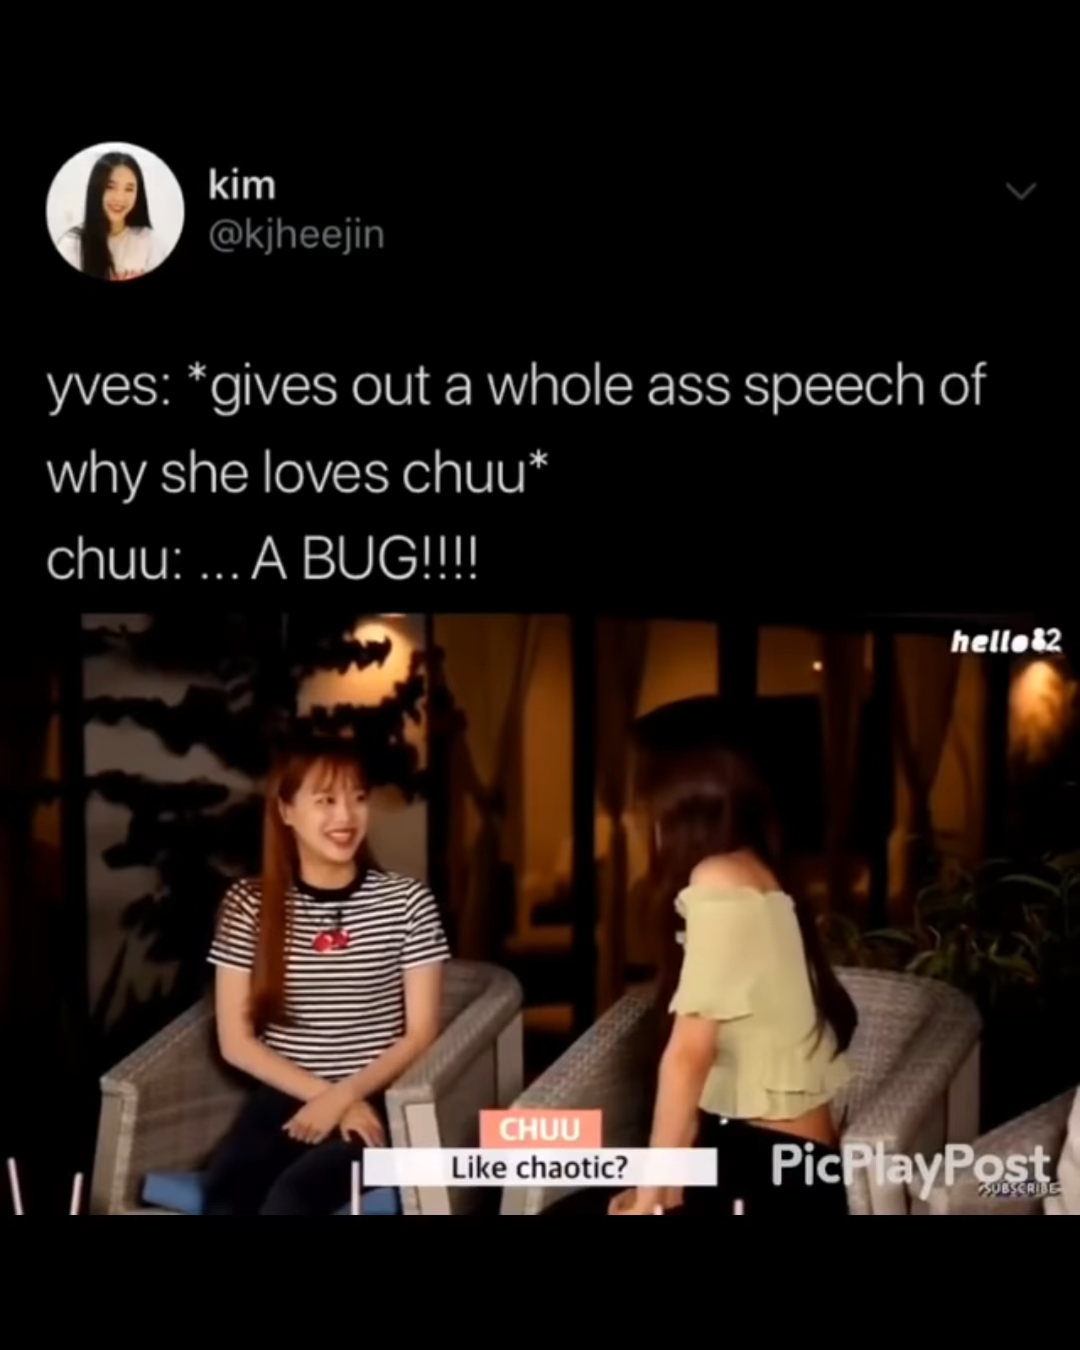 kim
@kjheejin
yves: *gives out a whole ass speech of
why she loves chuu*
chuu: ... A BUG!!!!
hello82
CHUU
Like chaotic?
PicPlayPost
SUBSCRIBE